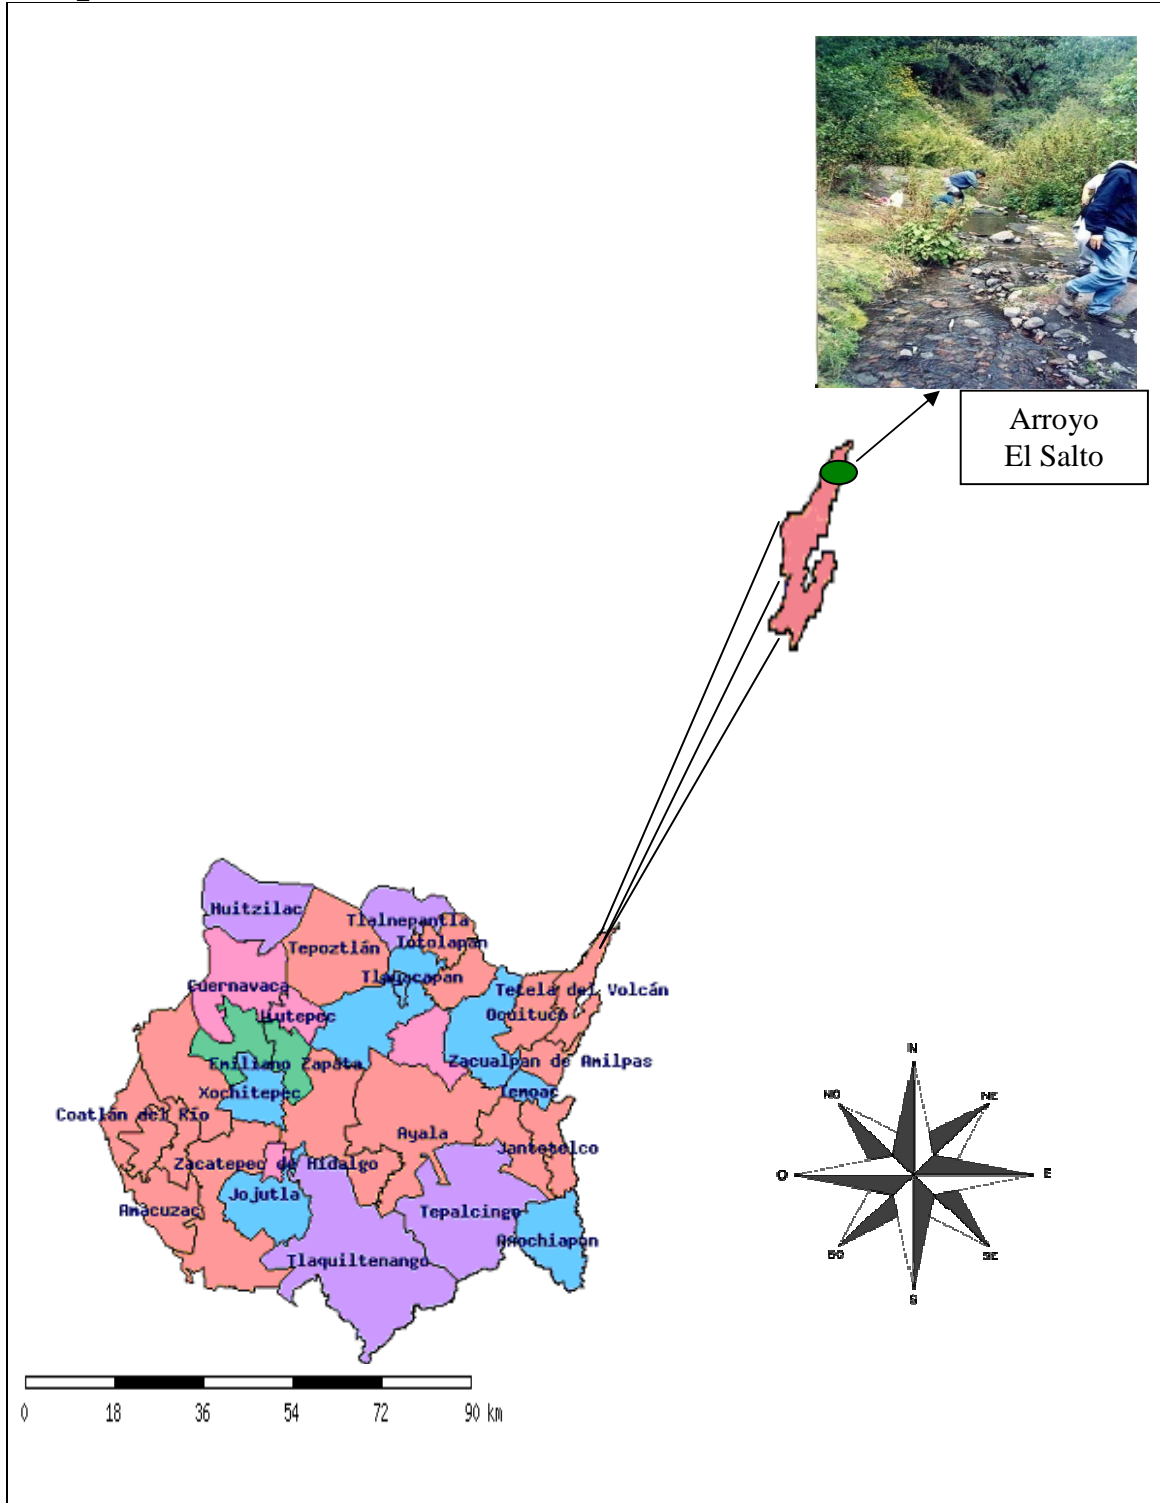 Arroyo
El Salto
Huitzilac
Tlalnepantla
Totolapan
Tepoztlán
Tlayacapan
Cuernavaca
Tetela del Volcán
Jiutepec
Ocuituco
Emiliano Zapata
Zacualpan de Amilpas
Xochitepec
Temoac
Coatlán del Río
Ayala
Jantetelco
Zacatepec de Hidalgo
Jojutla
Amacuzac
Tepalcingo
Axochiapan
Tlaquiltenango
N
NO
NE
O
E
SO
SE
S
0 18 36 54 72 90 km